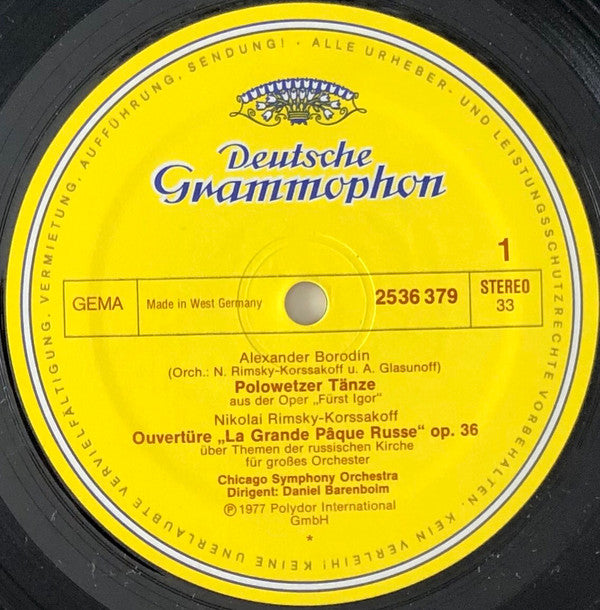 ALLE URHEBER- UND LEISTUNGSSCHUTZRECHTE VORBEHALTEN. KEIN VERLEIH! KEINE UNERLAUBTE VERVIELFÄLTIGUNG, VERMIETUNG, AUFFÜHRUNG, SENDUNG! ·
Deutsche
Grammophon
1
GEMA
Made in West Germany
2536 379
STEREO
33
Alexander Borodin
(Orch.: N. Rimsky-Korssakoff u. A. Glasunoff)
Polowetzer Tänze
aus der Oper „Fürst Igor“
Nikolai Rimsky-Korssakoff
Ouvertüre „La Grande Pâque Russe“ op. 36
über Themen der russischen Kirche
für großes Orchester
Chicago Symphony Orchestra
Dirigent: Daniel Barenboim
Ⓟ 1977 Polydor International
GmbH
*